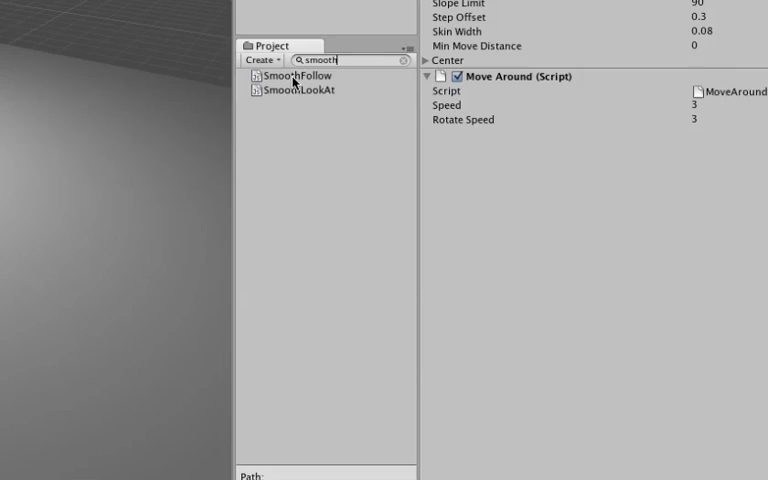 Project
Create
smooth
SmoothFollow
SmoothLookAt
Path:
Slope Limit 90
Step Offset 0.3
Skin Width 0.08
Min Move Distance 0
Center
Move Around (Script)
Script MoveAround
Speed 3
Rotate Speed 3